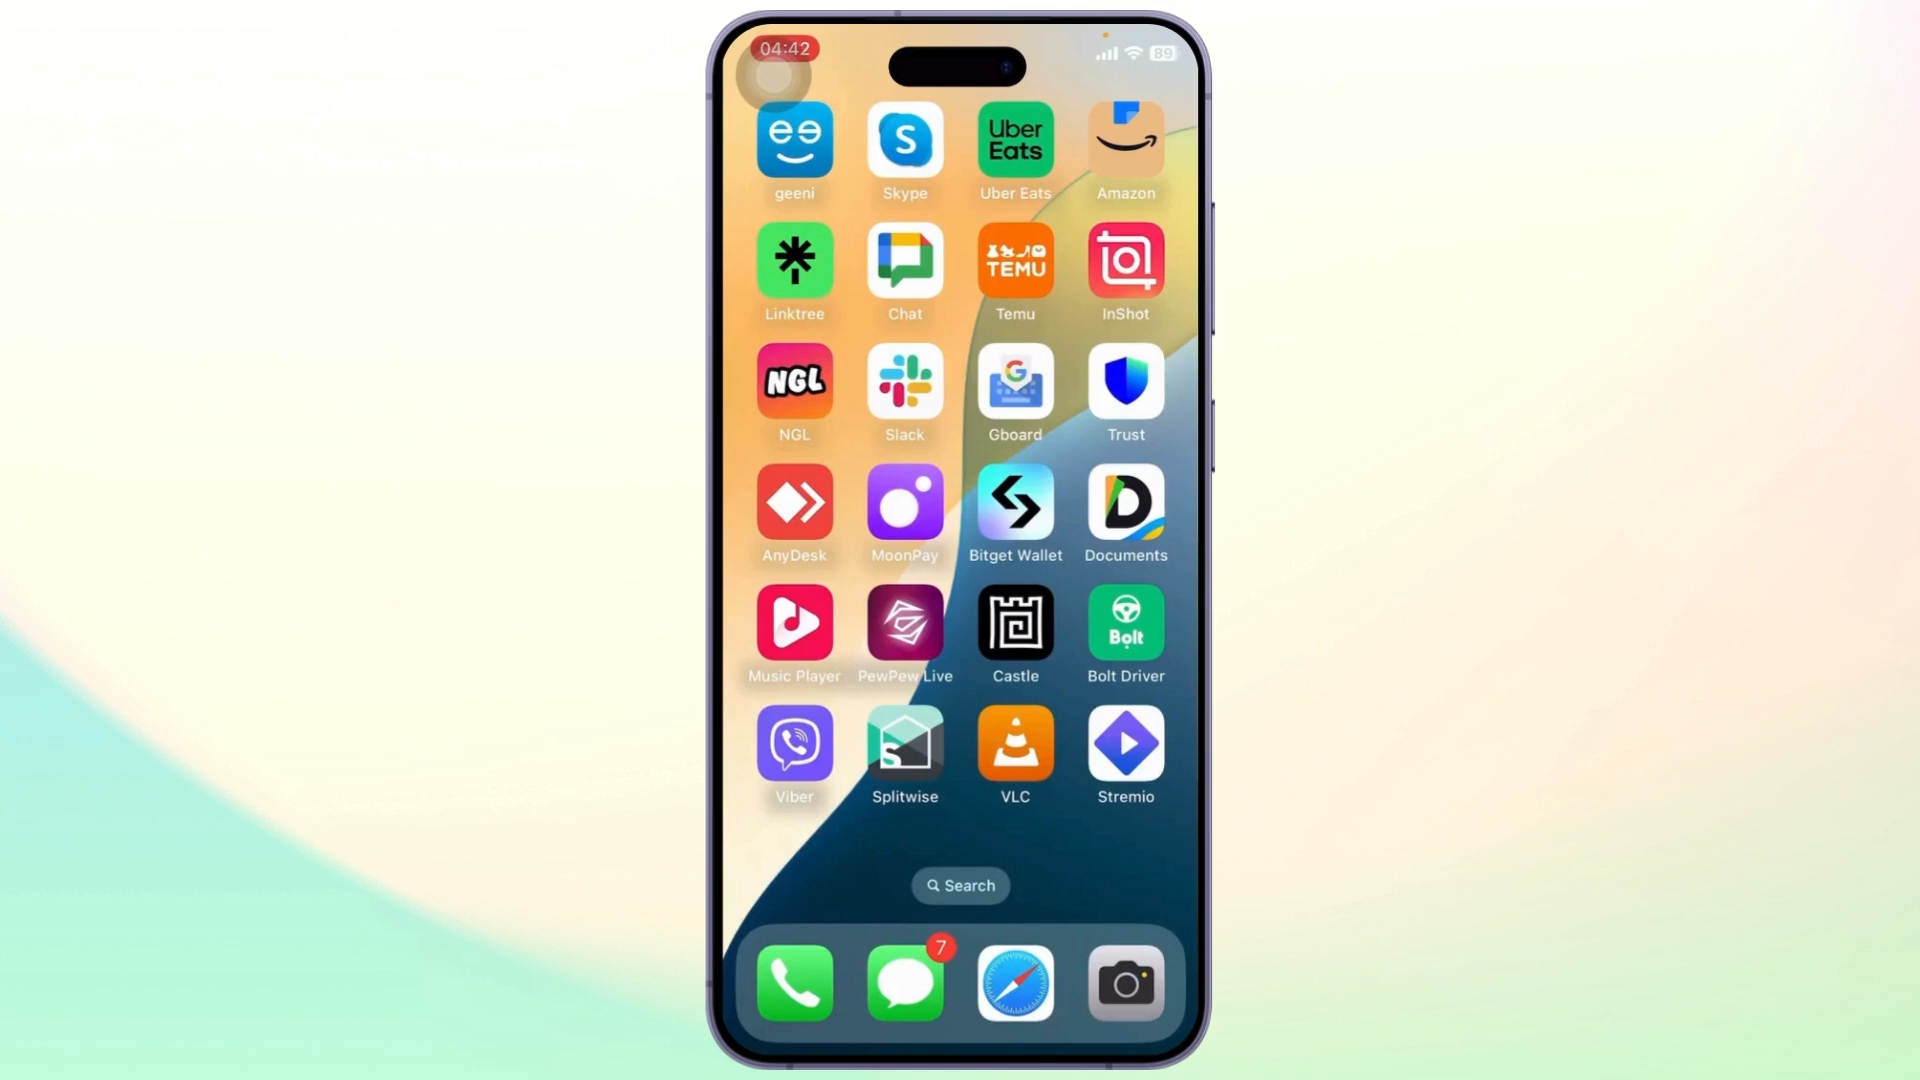 04:42
89
geeni
Skype
Uber Eats
Amazon
Linktree
Chat
Temu
InShot
NGL
Slack
Gboard
Trust
AnyDesk
MoonPay
Bitget Wallet
Documents
Music Player
PewPew Live
Castle
Bolt Driver
Viber
Splitwise
VLC
Stremio
Search
7
ee
S
Uber
Eats
TEMU
NGL
G
D
Bolt
S